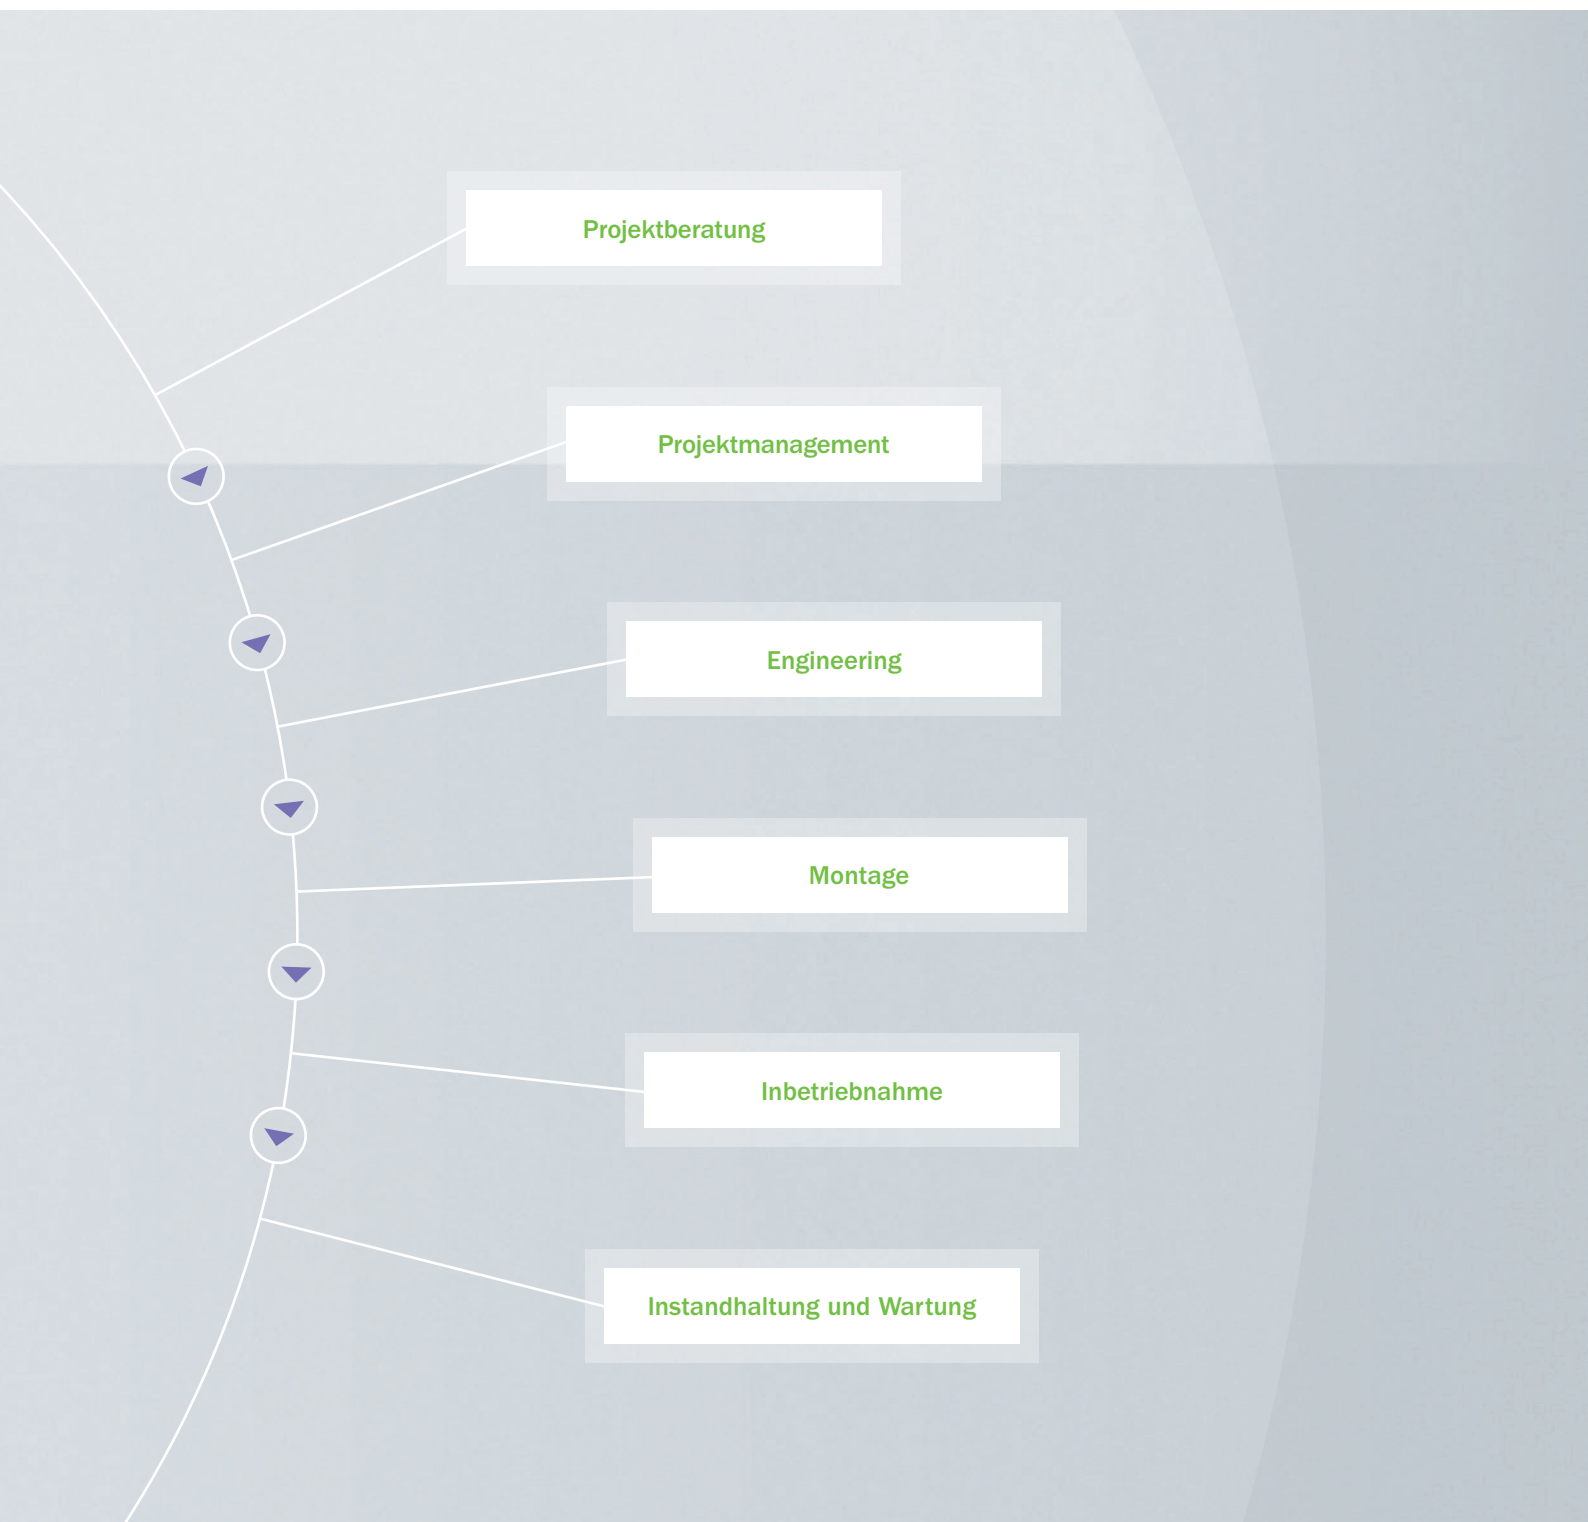 Projektberatung
Projektmanagement
Engineering
Montage
Inbetriebnahme
Instandhaltung und Wartung